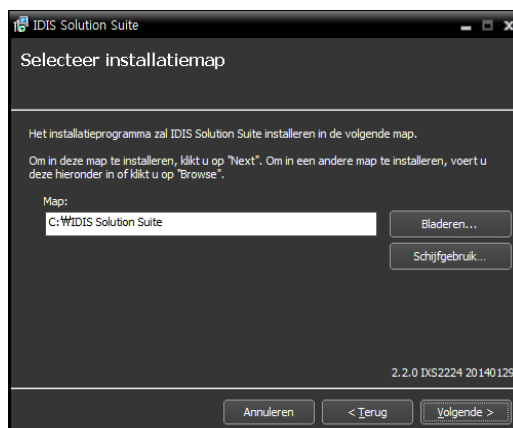 IDIS Solution Suite
Selecteer installatiemap
Het installatieprogramma zal IDIS Solution Suite installeren in de volgende map.
Om in deze map te installeren, klikt u op "Next". Om in een andere map te installeren, voert u
deze hieronder in of klikt u op "Browse".
Map:
C:₩IDIS Solution Suite
Bladeren...
Schijfgebruik...
2.2.0 IXS2224 20140129
Annuleren
< Terug
Volgende >